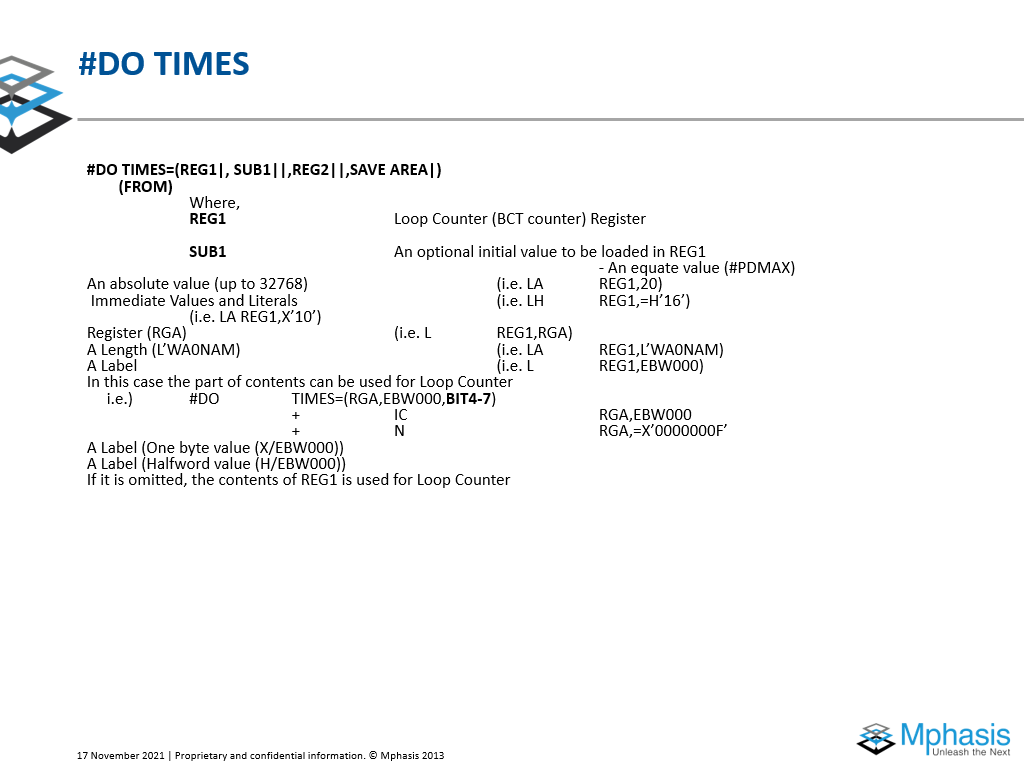 #DO TIMES
#DO TIMES=(REG1|, SUB1||,REG2||,SAVE AREA|)
(FROM)
Where,
REG1 Loop Counter (BCT counter) Register
SUB1 An optional initial value to be loaded in REG1
- An equate value (#PDMAX)
An absolute value (up to 32768) (i.e. LA REG1,20)
Immediate Values and Literals (i.e. LH REG1,=H’16’)
(i.e. LA REG1,X’10’)
Register (RGA) (i.e. L REG1,RGA)
A Length (L’WA0NAM) (i.e. LA REG1,L’WA0NAM)
A Label (i.e. L REG1,EBW000)
In this case the part of contents can be used for Loop Counter
i.e.) #DO TIMES=(RGA,EBW000,BIT4-7)
+ IC RGA,EBW000
+ N RGA,=X’0000000F’
A Label (One byte value (X/EBW000))
A Label (Halfword value (H/EBW000))
If it is omitted, the contents of REG1 is used for Loop Counter
17 November 2021 | Proprietary and confidential information. © Mphasis 2013
Mphasis
Unleash the Next